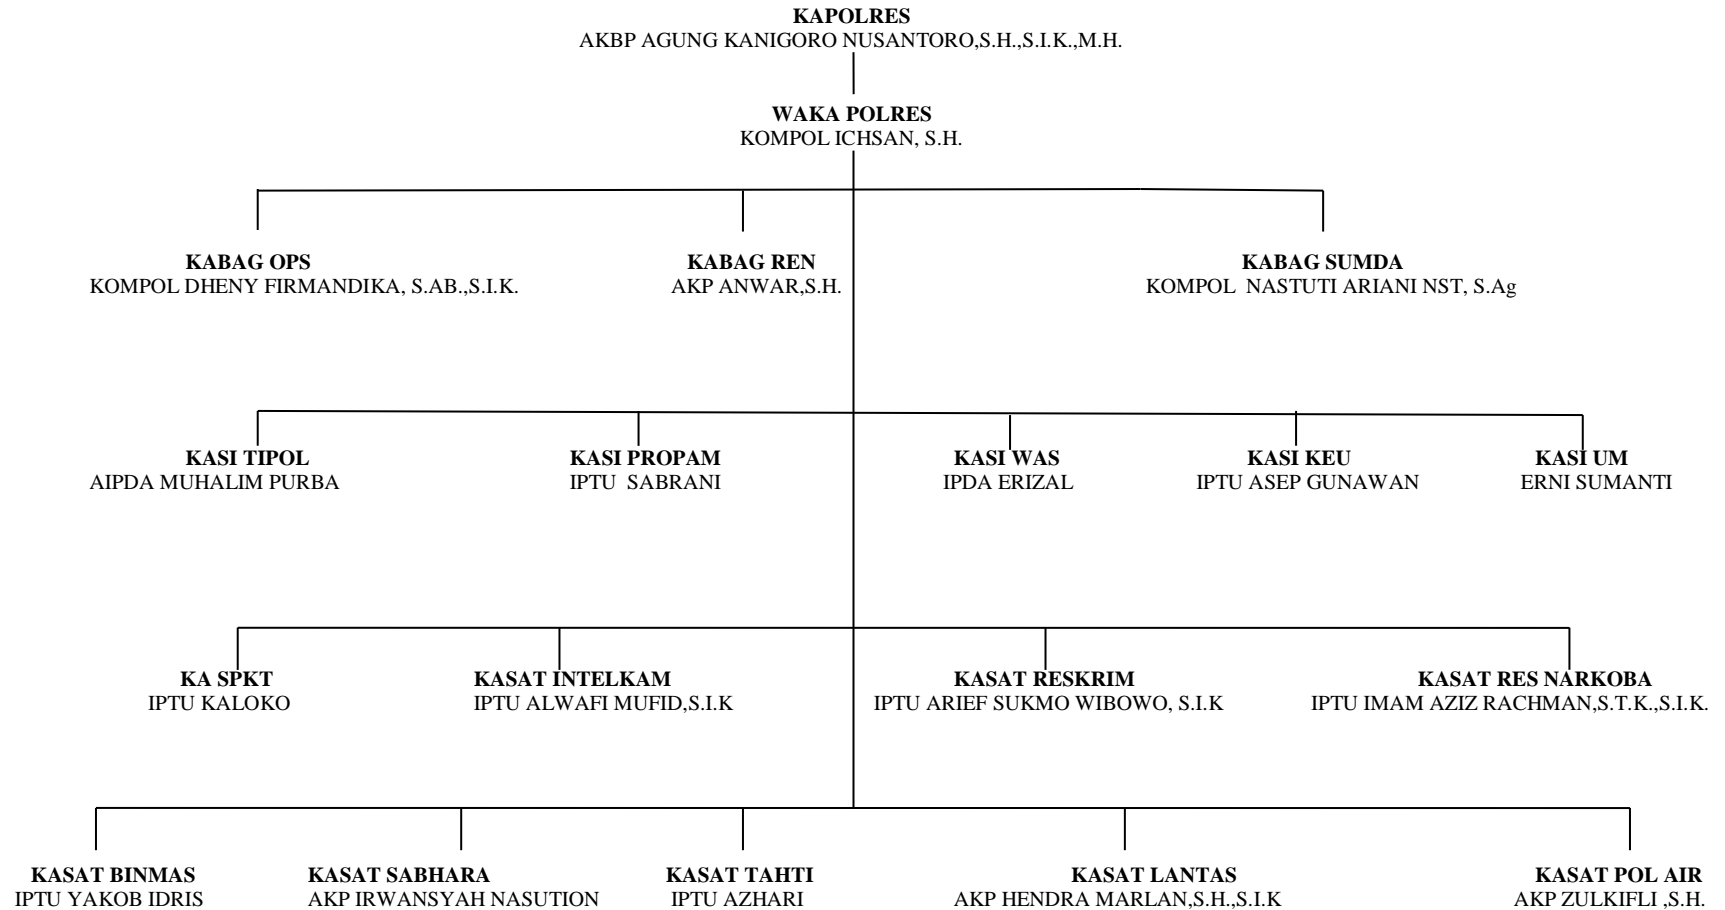 KAPOLRES
AKBP AGUNG KANIGORO NUSANTORO,S.H.,S.I.K.,M.H.
WAKA POLRES
KOMPOL ICHSAN, S.H.
KABAG OPS
KOMPOL DHENY FIRMANDIKA, S.AB.,S.I.K.
KABAG REN
AKP ANWAR,S.H.
KABAG SUMDA
KOMPOL  NASTUTI ARIANI NST, S.Ag
KASI TIPOL
AIPDA MUHALIM PURBA
KASI PROPAM
IPTU  SABRANI
KASI WAS
IPDA ERIZAL
KASI KEU
IPTU ASEP GUNAWAN
KASI UM
ERNI SUMANTI
KA SPKT
IPTU KALOKO
KASAT INTELKAM
IPTU ALWAFI MUFID,S.I.K
KASAT RESKRIM
IPTU ARIEF SUKMO WIBOWO, S.I.K
KASAT RES NARKOBA
IPTU IMAM AZIZ RACHMAN,S.T.K.,S.I.K.
KASAT BINMAS
IPTU YAKOB IDRIS
KASAT SABHARA
AKP IRWANSYAH NASUTION
KASAT TAHTI
IPTU AZHARI
KASAT LANTAS
AKP HENDRA MARLAN,S.H.,S.I.K
KASAT POL AIR
AKP ZULKIFLI ,S.H.